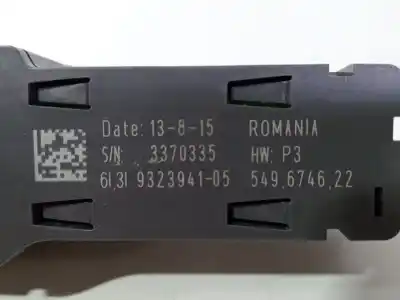 Date: 13-8-15 ROMANIA
S/N: 3370335 HW: P3
61.31 9323941-05 549.6746.22